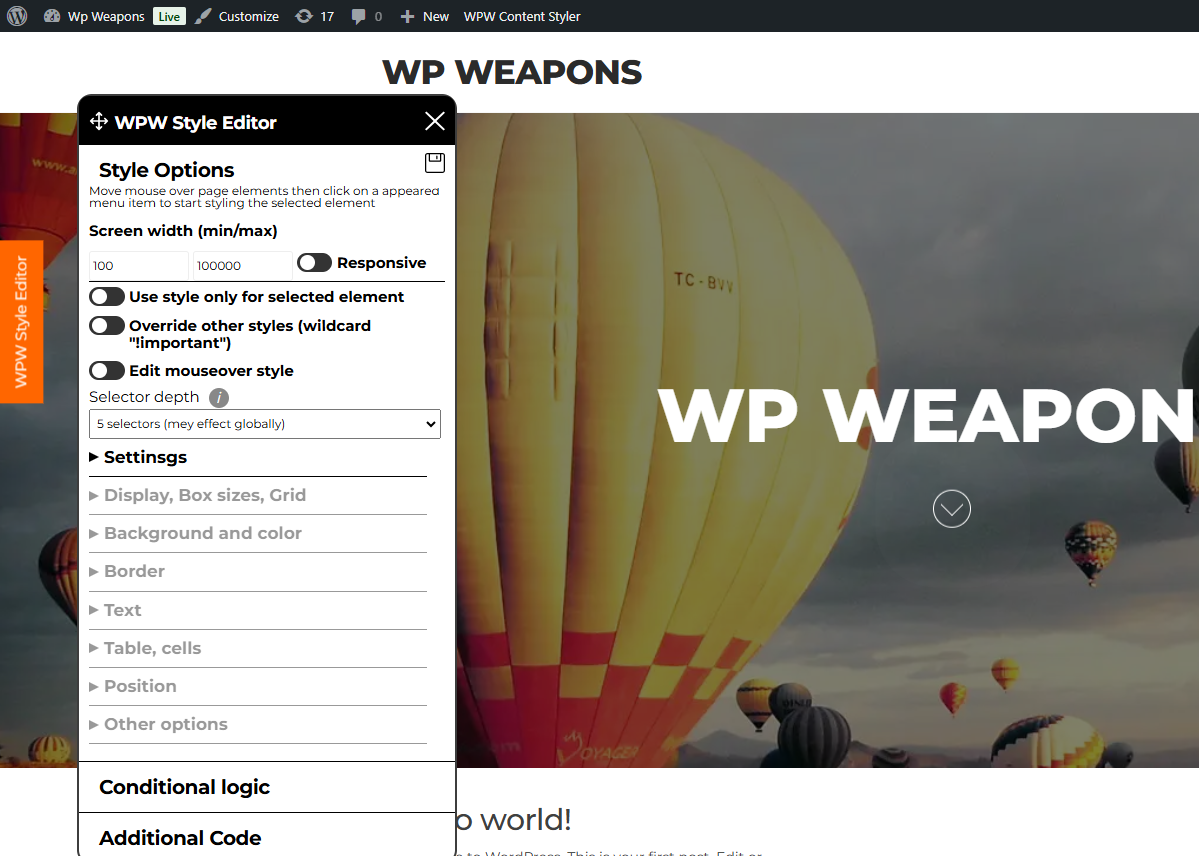 Wp Weapons Live Customize 17 0 New WPW Content Styler
WP WEAPONS
WPW Style Editor
Style Options
Move mouse over page elements then click on a appeared
menu item to start styling the selected element
Screen width (min/max)
100 100000 Responsive
Use style only for selected element
Override other styles (wildcard
"!important")
Edit mouseover style
Selector depth i
5 selectors (mey effect globally)
Settinsgs
Display, Box sizes, Grid
Background and color
Border
Text
Table, cells
Position
Other options
Conditional logic
Additional Code
WPW Style Editor
www.a
TC-BVV
WP WEAPON
VOYAGER
o world!
to WordPress. This is your first post. Edit or